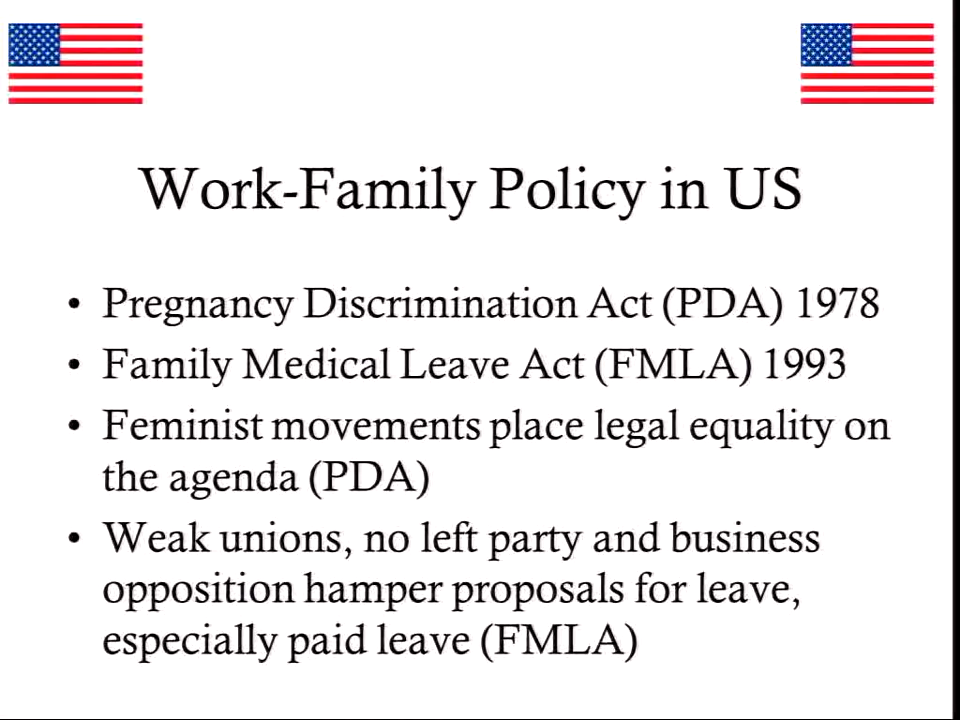 Work-Family Policy in US
• Pregnancy Discrimination Act (PDA) 1978
• Family Medical Leave Act (FMLA) 1993
• Feminist movements place legal equality on
the agenda (PDA)
• Weak unions, no left party and business
opposition hamper proposals for leave,
especially paid leave (FMLA)